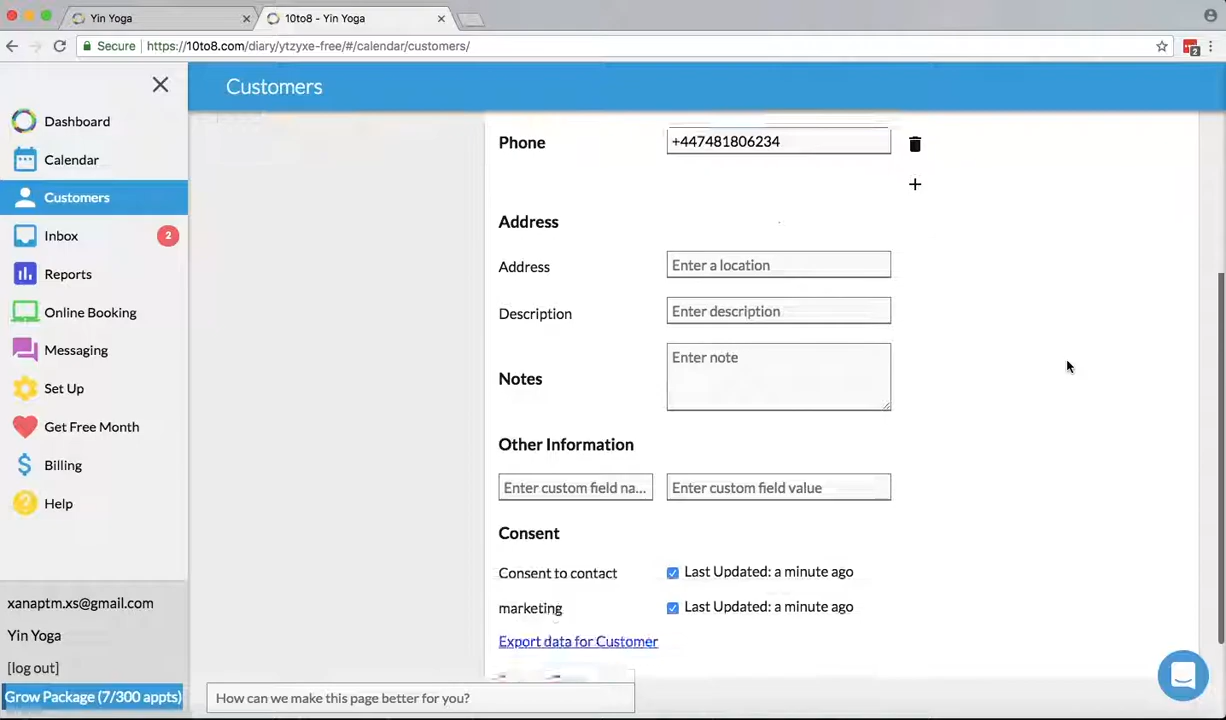 Yin Yoga
10to8 - Yin Yoga
Secure https://10to8.com/diary/ytzyxe-free/#/calendar/customers/
2
Customers
Dashboard
Calendar
Customers
Inbox 2
Reports
Online Booking
Messaging
Set Up
Get Free Month
Billing
Help
xanaptm.xs@gmail.com
Yin Yoga
[log out]
Grow Package (7/300 appts)
Phone +447481806234
+
Address
Address Enter a location
Description Enter description
Notes Enter note
Other Information
Enter custom field na... Enter custom field value
Consent
Consent to contact Last Updated: a minute ago
marketing Last Updated: a minute ago
Export data for Customer
How can we make this page better for you?